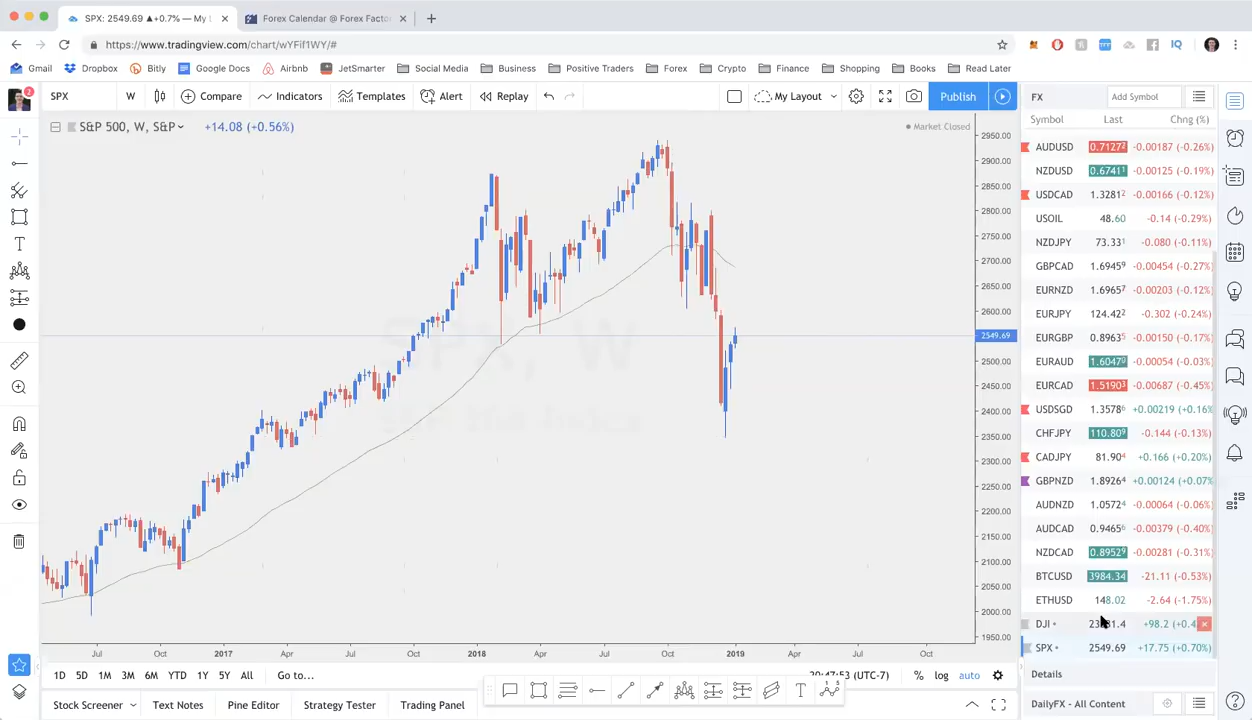 SPX: 2549.69 ▲+0.7% — My L
Forex Calendar @ Forex Facto
https://www.tradingview.com/chart/wYFif1WY/#
Gmail Dropbox Bitly Google Docs Airbnb JetSmarter Social Media Business Positive Traders Forex Crypto Finance Shopping Books Read Later
SPX W Compare Indicators Templates Alert Replay My Layout Publish
S&P 500, W, S&P +14.08 (+0.56%)
Market Closed
SPX, W
2950.00
2900.00
2850.00
2800.00
2750.00
2700.00
2650.00
2600.00
2549.69
2500.00
2450.00
2400.00
2350.00
2300.00
2250.00
2200.00
2150.00
2100.00
2050.00
2000.00
1950.00
Jul Oct 2017 Apr Jul Oct 2018 Apr Jul Oct 2019 Apr Jul Oct
1D 5D 1M 3M 6M YTD 1Y 5Y All Go to... 20:47:53 (UTC-7) % log auto
Stock Screener Text Notes Pine Editor Strategy Tester Trading Panel
FX Add Symbol
Symbol Last Chng (%)
AUDUSD 0.7127² -0.00187 (-0.26%)
NZDUSD 0.6741¹ -0.00125 (-0.19%)
USDCAD 1.3281² -0.00166 (-0.12%)
USOIL 48.60 -0.14 (-0.29%)
NZDJPY 73.33¹ -0.080 (-0.11%)
GBPCAD 1.6945⁹ -0.00454 (-0.27%)
EURNZD 1.6965⁷ -0.00203 (-0.12%)
EURJPY 124.42² -0.302 (-0.24%)
EURGBP 0.8963⁵ -0.00150 (-0.17%)
EURAUD 1.6047⁰ -0.00054 (-0.03%)
EURCAD 1.5190³ -0.00687 (-0.45%)
USDSGD 1.3578⁶ +0.00219 (+0.16%
CHFJPY 110.80⁹ -0.144 (-0.13%)
CADJPY 81.90⁴ +0.166 (+0.20%)
GBPNZD 1.8926⁴ +0.00124 (+0.07%
AUDNZD 1.0572⁴ -0.00064 (-0.06%)
AUDCAD 0.9465⁶ -0.00379 (-0.40%)
NZDCAD 0.8952⁹ -0.00281 (-0.31%)
BTCUSD 3984.34 -21.11 (-0.53%)
ETHUSD 148.02 -2.64 (-1.75%)
DJI +98.2 (+0.4
SPX 2549.69 +17.75 (+0.70%)
Details
DailyFX - All Content